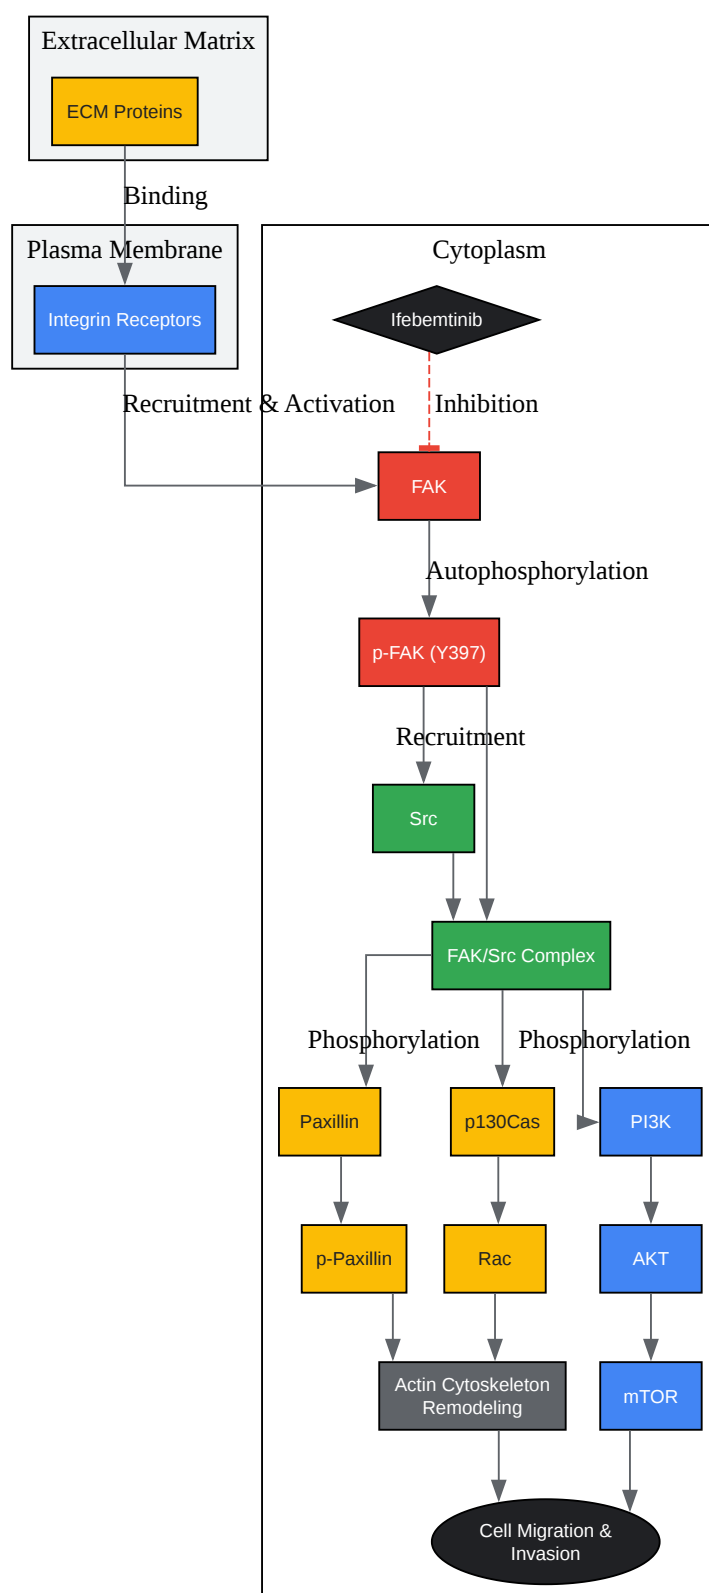 Extracellular Matrix
ECM Proteins
Binding
Plasma Membrane
Cytoplasm
Integrin Receptors
Ifebemtinib
Recruitment & Activation
Inhibition
FAK
Autophosphorylation
p-FAK (Y397)
Recruitment
Src
FAK/Src Complex
Phosphorylation
Phosphorylation
Paxillin
p130Cas
PI3K
p-Paxillin
Rac
AKT
Actin Cytoskeleton
Remodeling
mTOR
Cell Migration &
Invasion